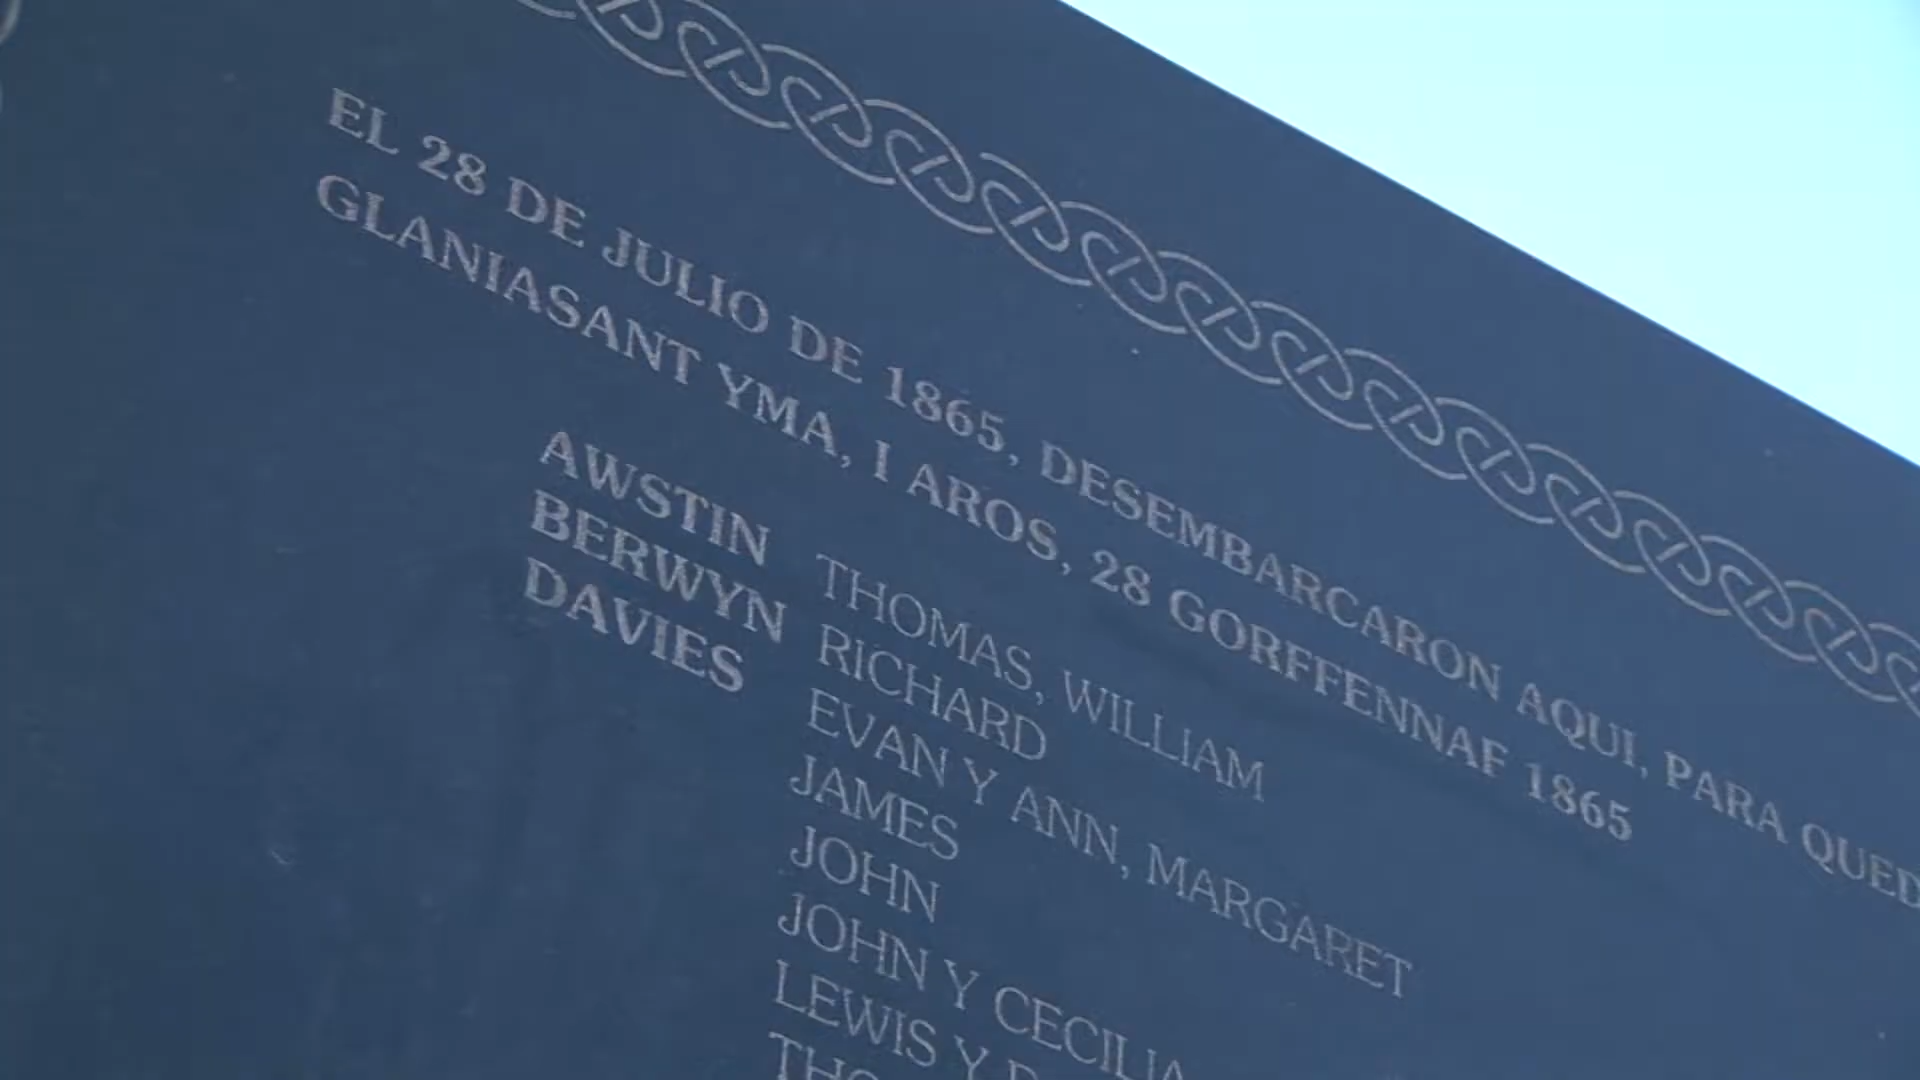 EL 28 DE JULIO DE 1865, DESEMBARCARON AQUI, PARA
GLANIASANT YMA, I AROS, 28 GORFFENNAF 1865
AWSTIN THOMAS, WILLIAM
BERWYN RICHARD
DAVIES EVAN Y ANN, MARGARET
JAMES
JOHN
JOHN Y CECILIA
LEWIS Y